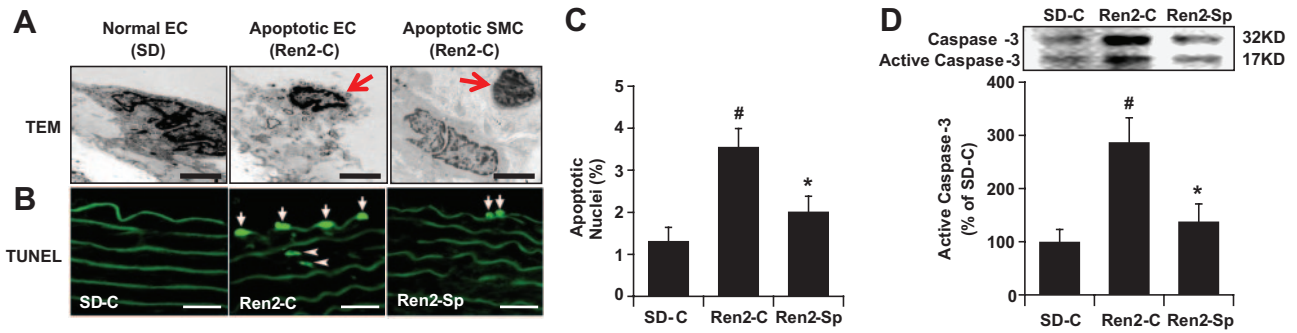 A
Normal EC
(SD)
Apoptotic EC
(Ren2-C)
Apoptotic SMC
(Ren2-C)
TEM
B
TUNEL
SD-C
Ren2-C
Ren2-Sp
C
Apoptotic
Nuclei (%)
5
4
3
2
1
0
#
*
SD-C Ren2-C Ren2-Sp
D
SD-C Ren2-C Ren2-Sp
Caspase -3 32KD
Active Caspase-3 17KD
Active Caspase-3
(% of SD-C)
400
300
200
100
0
#
*
SD-C Ren2-C Ren2-Sp